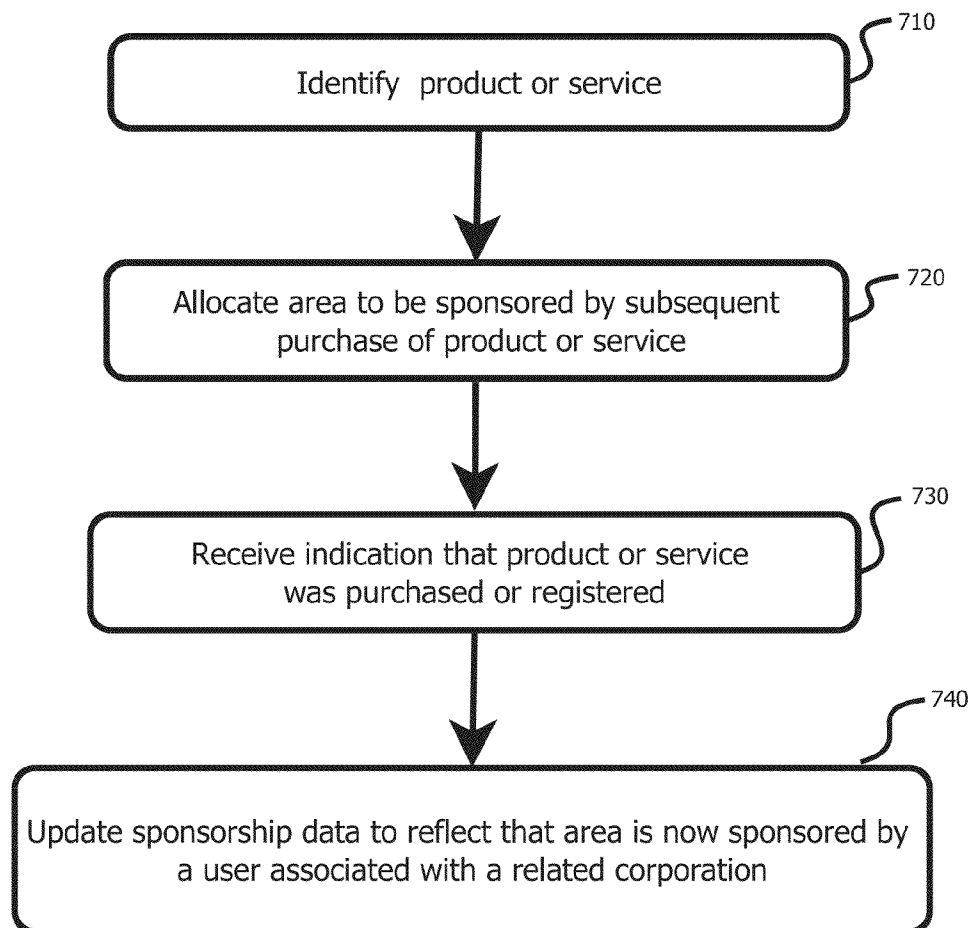 710
Identify product or service
720
Allocate area to be sponsored by subsequent
purchase of product or service
730
Receive indication that product or service
was purchased or registered
740
Update sponsorship data to reflect that area is now sponsored by
a user associated with a related corporation